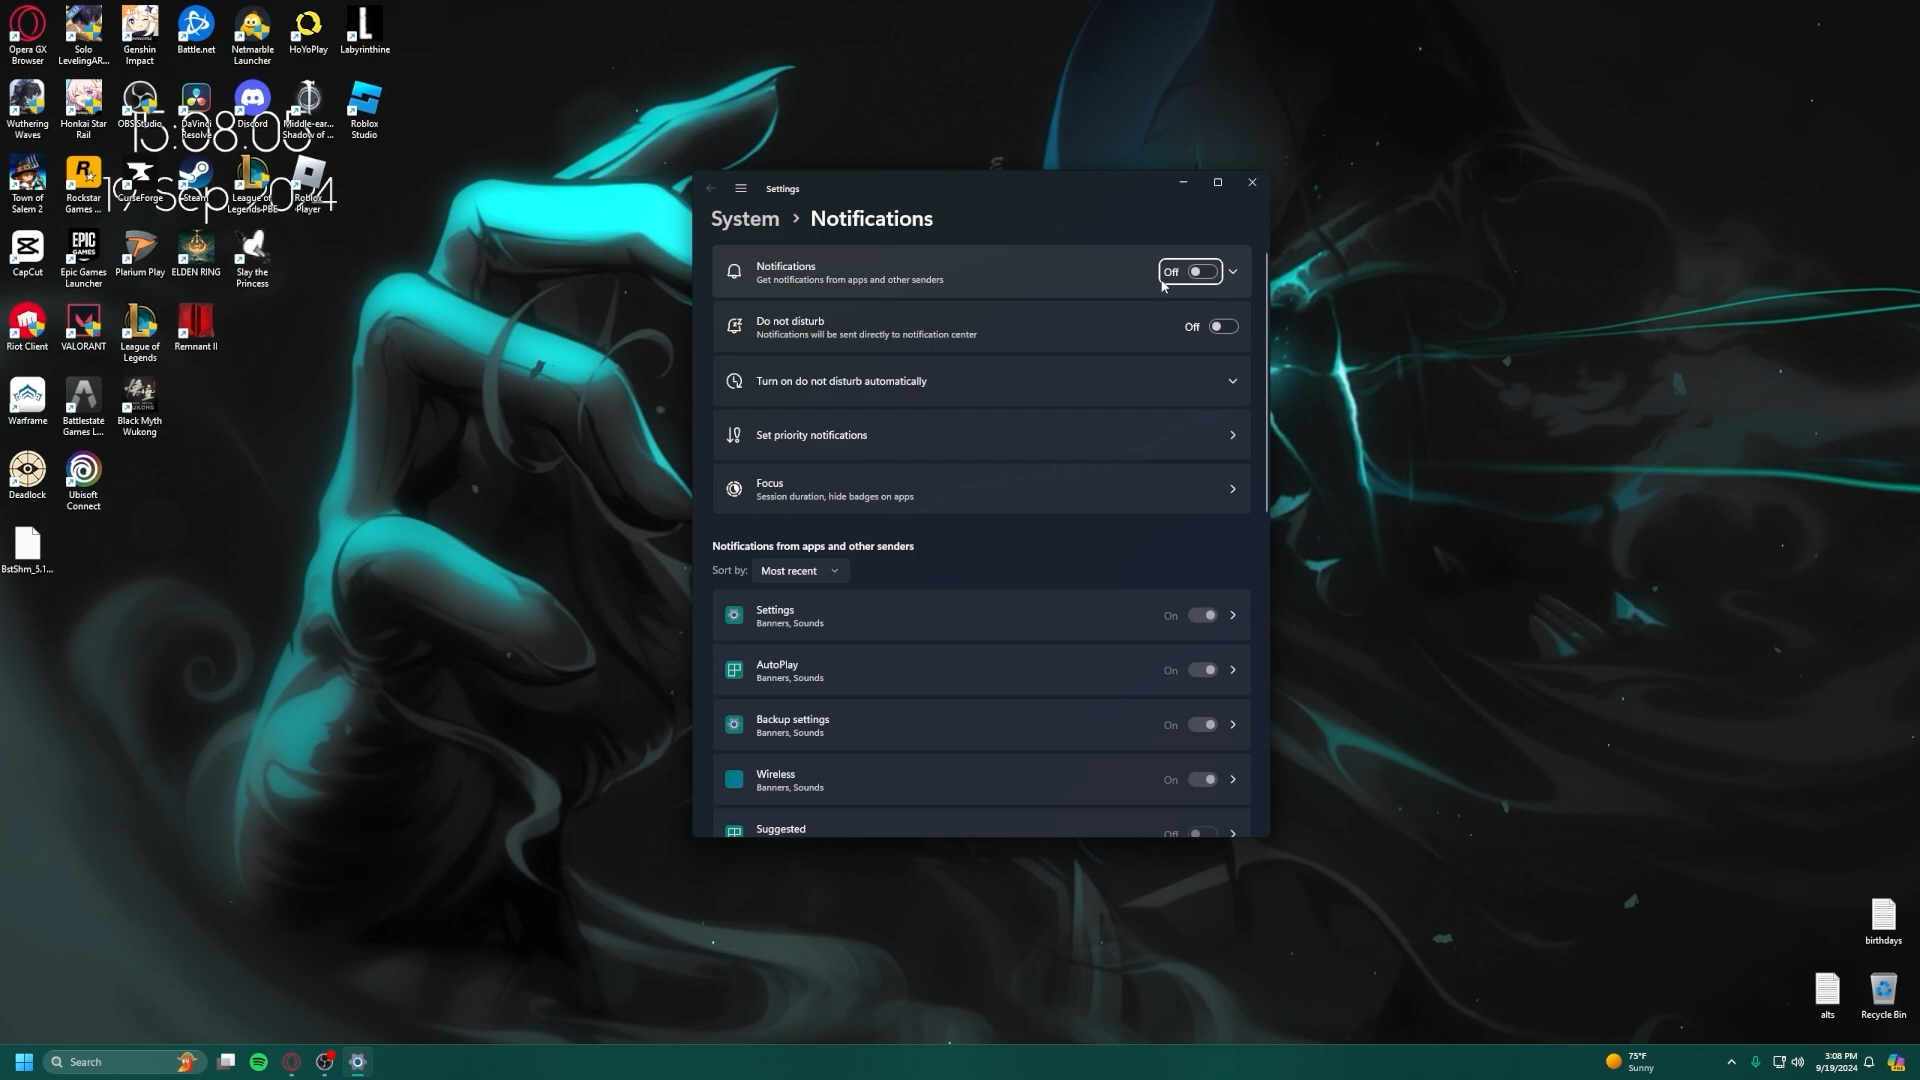 Opera GX
Browser
Solo
LevelingAR...
Genshin
Impact
Battle.net
Netmarble
Launcher
HoYoPlay
Labyrinthine
Wuthering
Waves
Honkai Star
Rail
OBS Studio
DaVinci
Resolve
Discord
Middle-ear...
Shadow of ...
Roblox
Studio
15:08:05
Town of
Salem 2
Rockstar
Games ...
CurseForge
Steam
League of
Legends PBE
Roblox
Player
19 Sep 2024
CapCut
Epic Games
Launcher
Plarium Play
ELDEN RING
Slay the
Princess
Riot Client
VALORANT
League of
Legends
Remnant II
Warframe
Battlestate
Games L...
Black Myth
Wukong
Deadlock
Ubisoft
Connect
BstShm_5.1...
Settings
System > Notifications
Notifications
Get notifications from apps and other senders
Off
Do not disturb
Notifications will be sent directly to notification center
Off
Turn on do not disturb automatically
Set priority notifications
Focus
Session duration, hide badges on apps
Notifications from apps and other senders
Sort by: Most recent
Settings
Banners, Sounds
On
AutoPlay
Banners, Sounds
On
Backup settings
Banners, Sounds
On
Wireless
Banners, Sounds
On
Suggested
Off
birthdays
alts
Recycle Bin
Search
75°F
Sunny
3:08 PM
9/19/2024